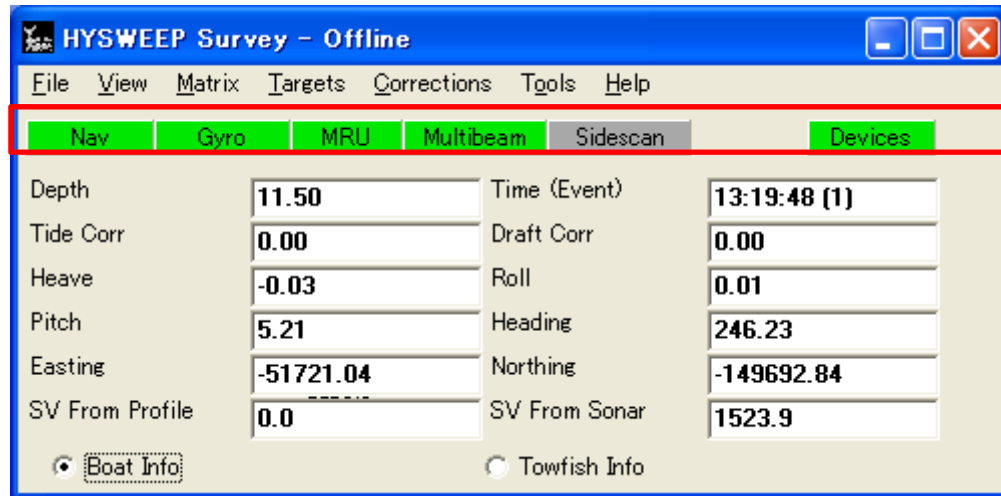 HYSWEEP Survey - Offline
File View Matrix Targets Corrections Tools Help
Nav Gyro MRU Multibeam Sidescan Devices
Depth 11.50 Time (Event) 13:19:48 (1)
Tide Corr 0.00 Draft Corr 0.00
Heave -0.03 Roll 0.01
Pitch 5.21 Heading 246.23
Easting -51721.04 Northing -149692.84
SV From Profile 0.0 SV From Sonar 1523.9
Boat Info Towfish Info